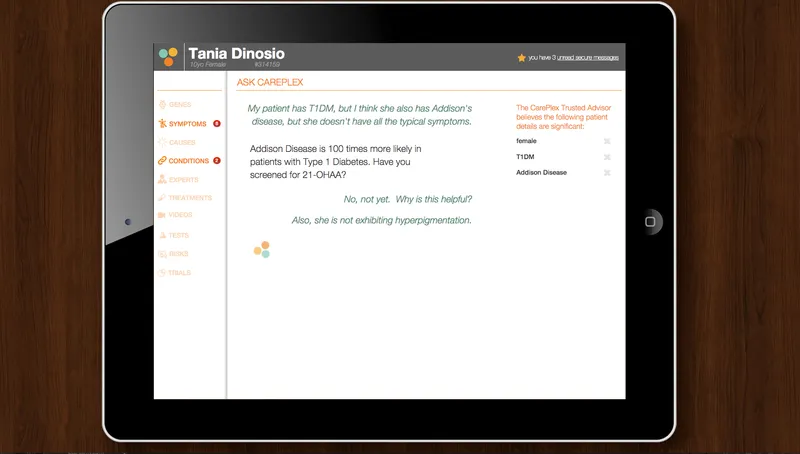 Tania Dinosio
10yo Female #G14159
you have 3 unread secure messages
ASK CAREPLEX
GENES
SYMPTOMS
CAUSES
CONDITIONS 2
EXPERTS
TREATMENTS
VIDEOS
TESTS
RISKS
TRIALS
My patient has T1DM, but I think she also has Addison's
disease, but she doesn't have all the typical symptoms.
Addison Disease is 100 times more likely in
patients with Type 1 Diabetes. Have you
screened for 21-OHAA?
No, not yet. Why is this helpful?
Also, she is not exhibiting hyperpigmentation.
The CarePlex Trusted Advisor
believes the following patient
details are significant:
female
T1DM
Addison Disease